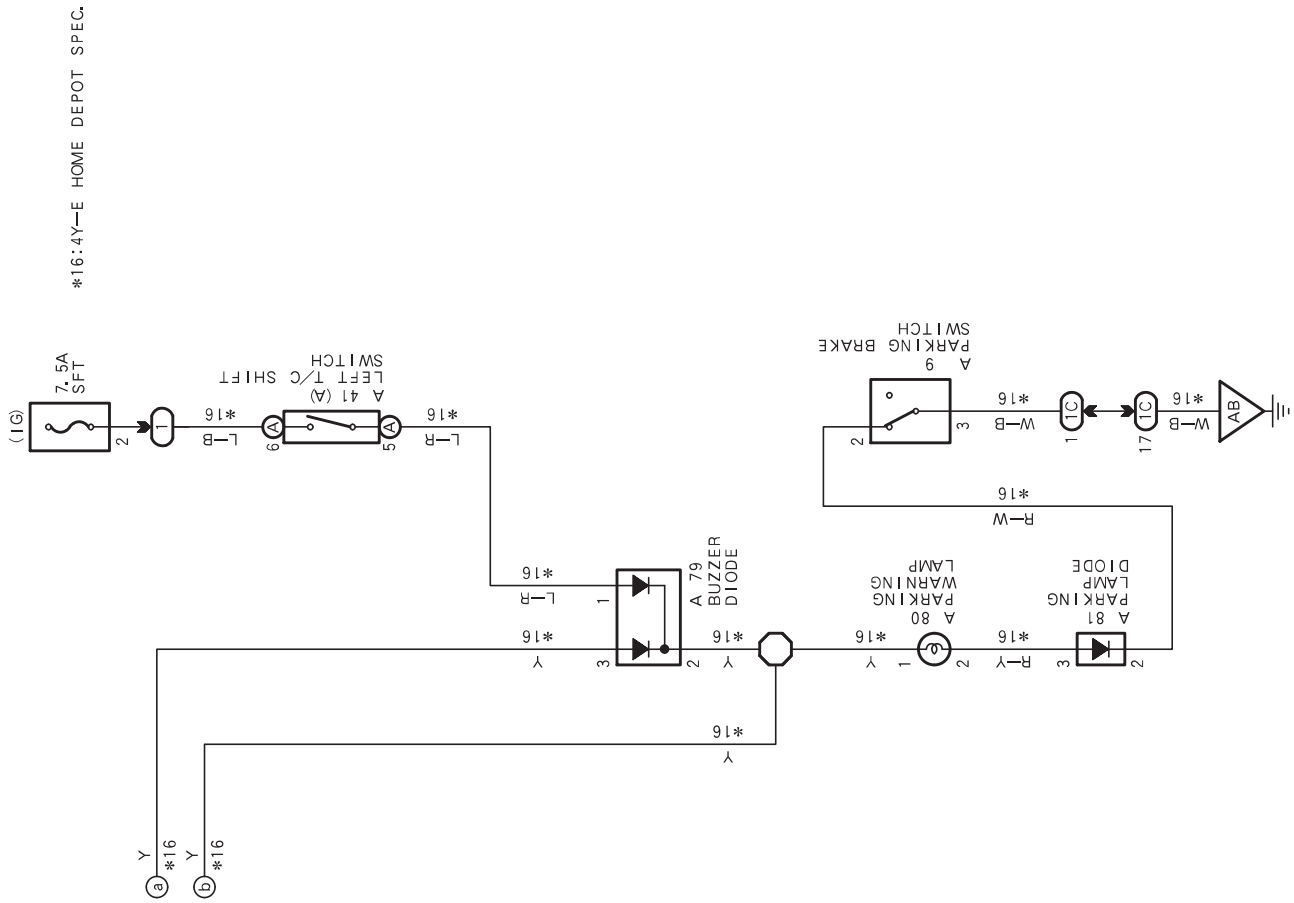 *16:4Y—E HOME DEPOT SPEC.
(IG)
7.5A
SFT
2
1
*16
L—B
6
A
A 41 (A)
LEFT T/C SHIFT
SWITCH
5
A
*16
L—R
*16
L—R
1
*16
Y
3
A 79
BUZZER
DIODE
2
*16
Y
*16
Y
*16
Y
1
A 80
PARKING
WARNING
LAMP
2
*16
R—Y
3
A 81
PARKING
LAMP
DIODE
2
*16
R—W
2
A 9
PARKING BRAKE
SWITCH
3
*16
W—B
1
1C
17
1C
*16
W—B
AB
a
Y
*16
b
Y
*16